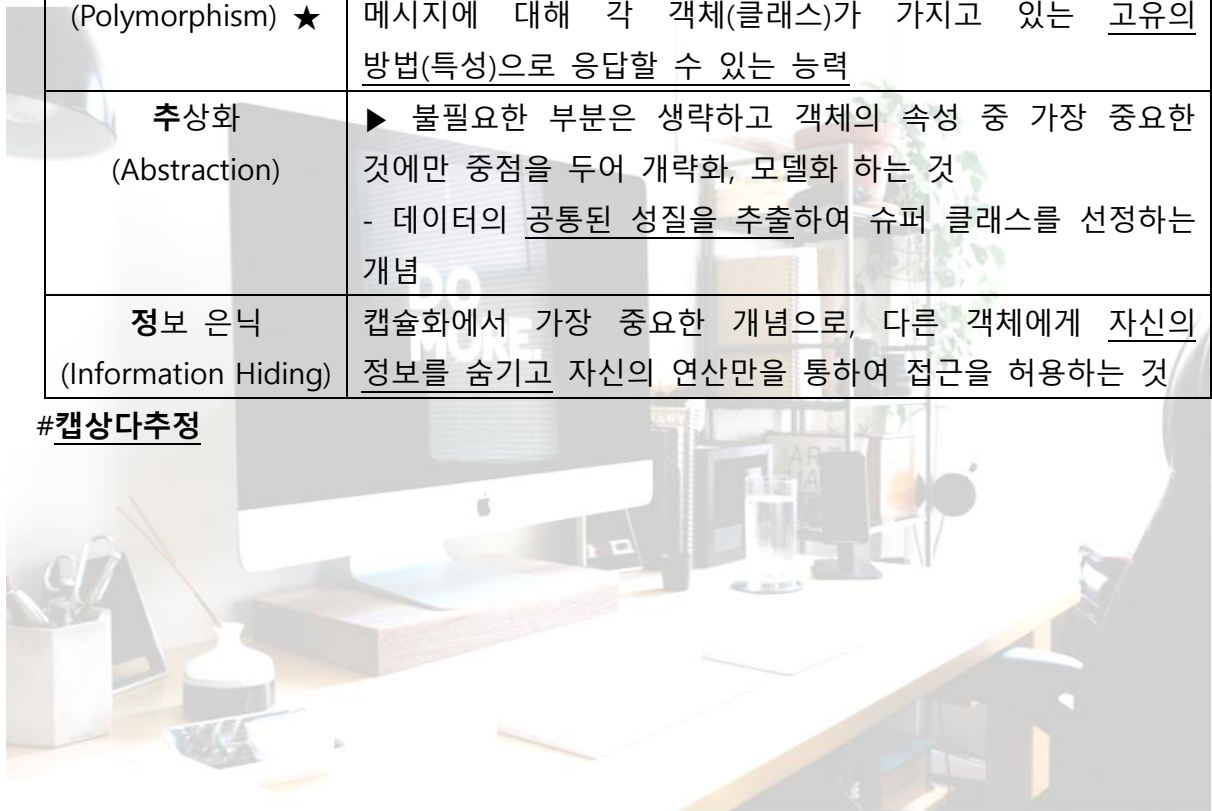 (Polymorphism) ★ 메시지에 대해 각 객체(클래스)가 가지고 있는 고유의
방법(특성)으로 응답할 수 있는 능력
추상화 ▶ 불필요한 부분은 생략하고 객체의 속성 중 가장 중요한
(Abstraction) 것에만 중점을 두어 개략화, 모델화 하는 것
- 데이터의 공통된 성질을 추출하여 슈퍼 클래스를 선정하는
개념
정보 은닉 캡슐화에서 가장 중요한 개념으로, 다른 객체에게 자신의
(Information Hiding) 정보를 숨기고 자신의 연산만을 통하여 접근을 허용하는 것
#캡상다추정
DO
MORE